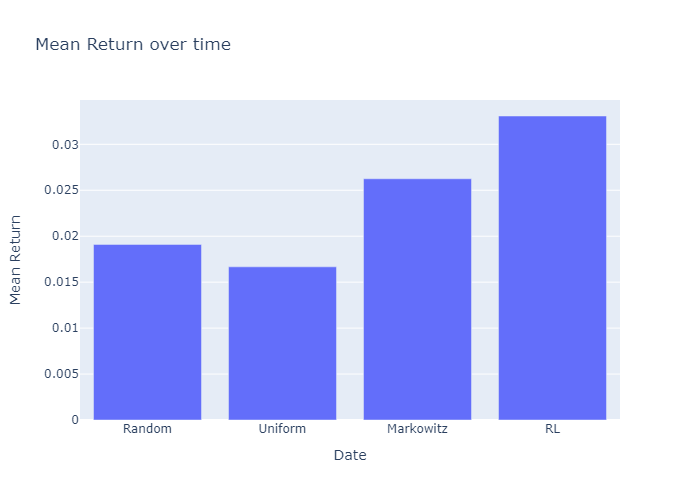 Mean Return over time
Mean Return
0.03
0.025
0.02
0.015
0.01
0.005
0
Random
Uniform
Markowitz
RL
Date